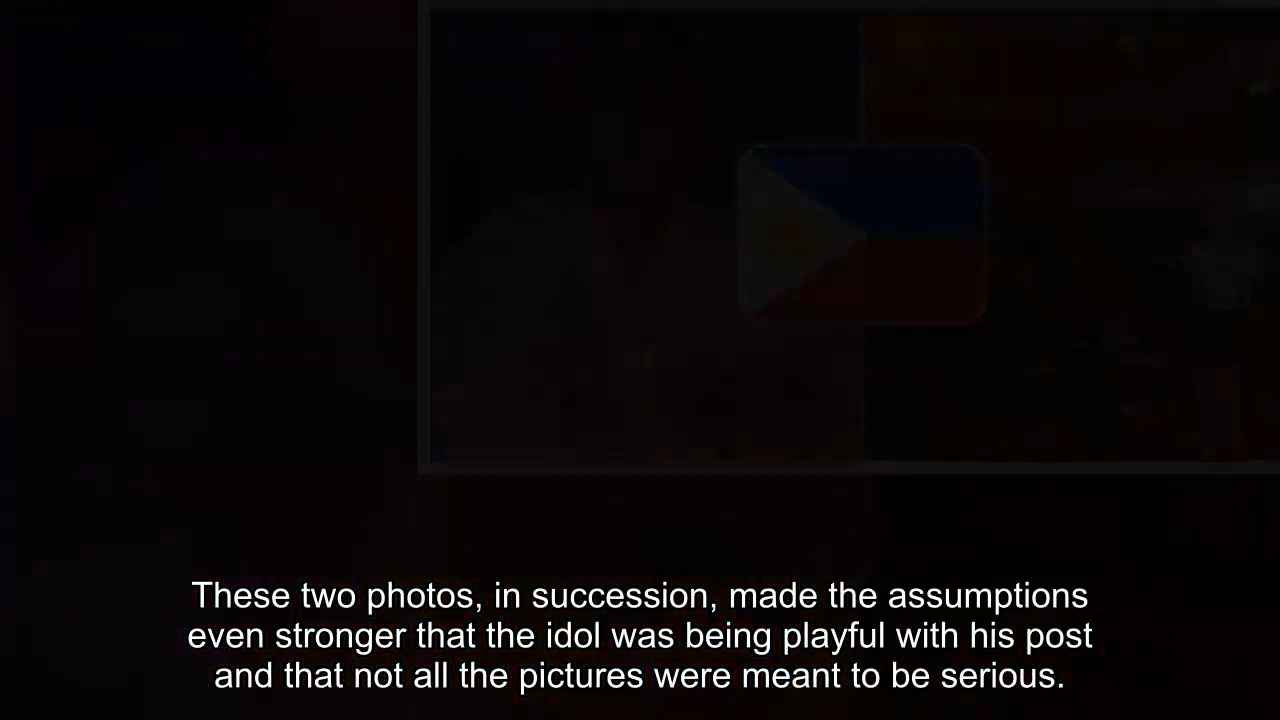 These two photos, in succession, made the assumptions
even stronger that the idol was being playful with his post
and that not all the pictures were meant to be serious.